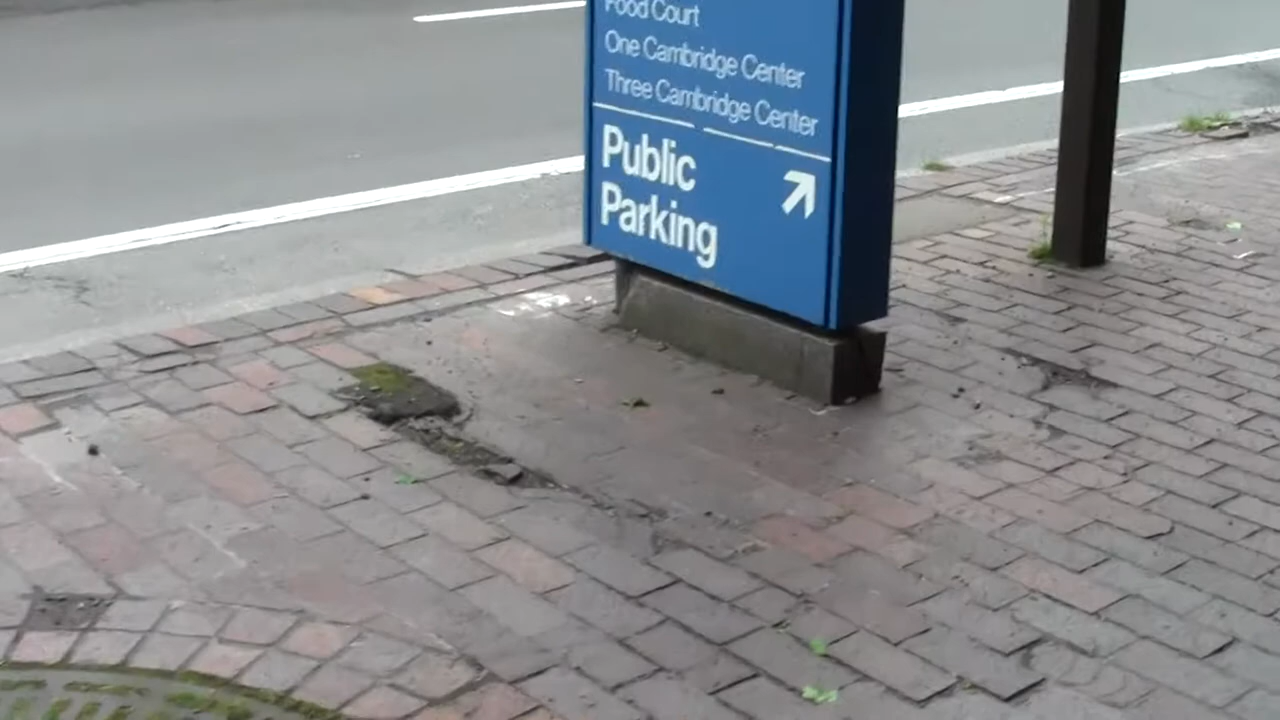 Food Court
One Cambridge Center
Three Cambridge Center
Public
Parking